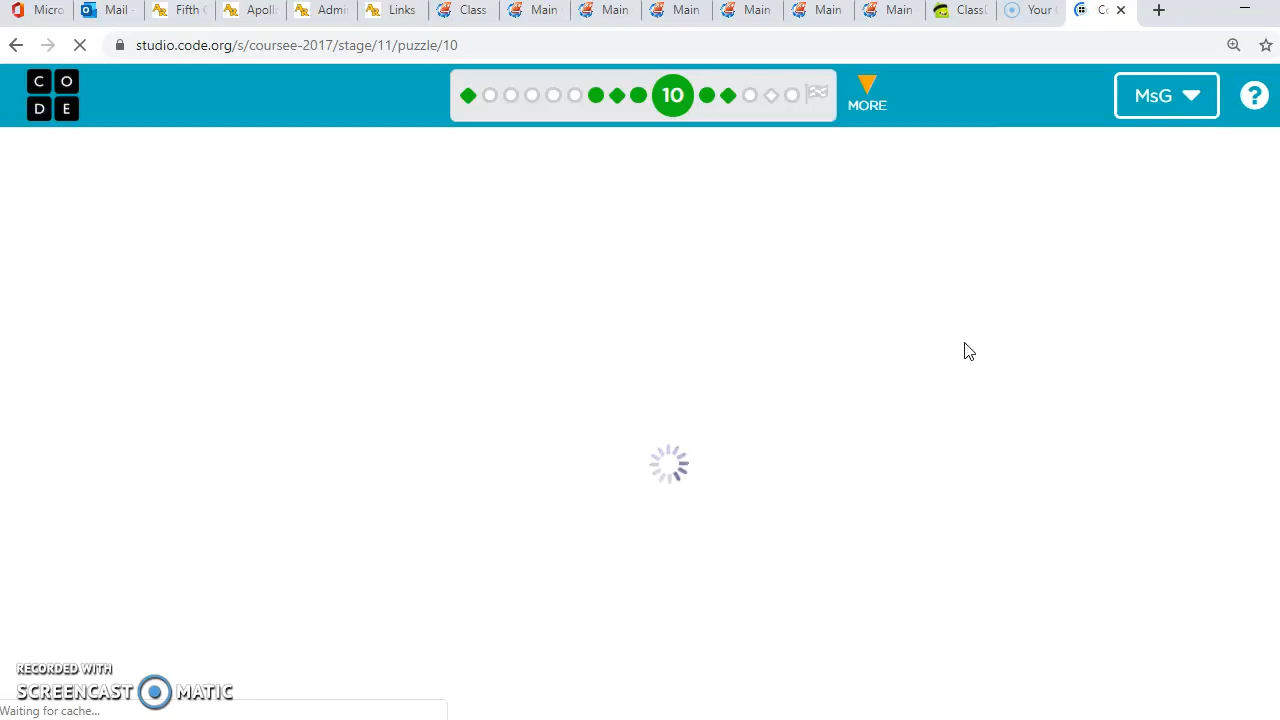 Micro Mail - Fifth Apoll Admi Links Class Main Main Main Main Main Main Class Your Co
studio.code.org/s/coursee-2017/stage/11/puzzle/10
C O
D E
10
MORE
MsG
?
RECORDED WITH
SCREENCAST MATIC
Waiting for cache...